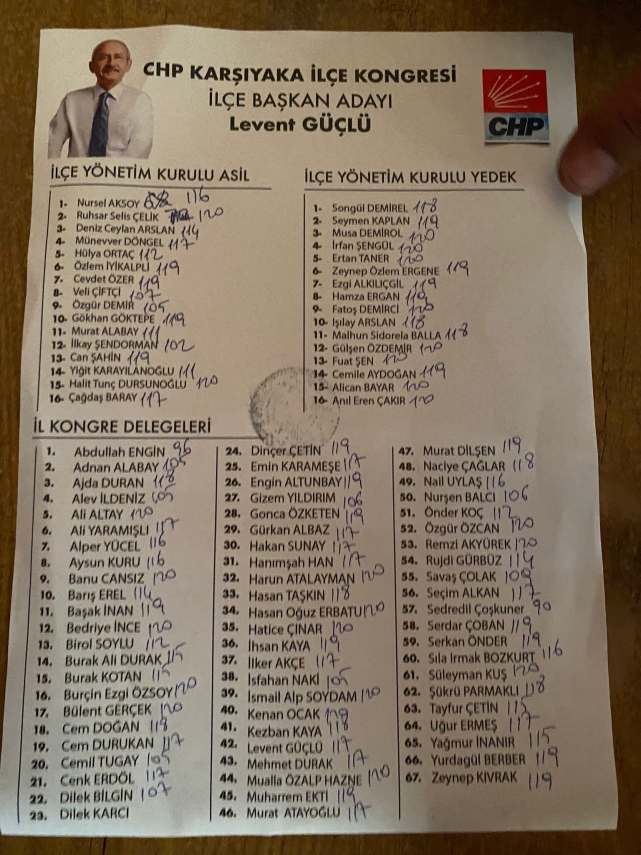 CHP KARŞIYAKA İLÇE KONGRESİ
İLÇE BAŞKAN ADAYI
Levent GÜÇLÜ
CHP
İLÇE YÖNETİM KURULU ASİL
1- Nursel AKSOY 116
2- Ruhsar Selis ÇELİK 120
3- Deniz Ceylan ARSLAN 114
4- Münevver DÖNGEL 117
5- Hülya ORTAÇ 112
6- Özlem İYİKALPLİ 119
7- Cevdet ÖZER 119
8- Veli ÇİFTÇİ 107
9- Özgür DEMİR 105
10- Gökhan GÖKTEPE 119
11- Murat ALABAY 111
12- İlkay ŞENDORMAN 102
13- Can ŞAHİN 119
14- Yiğit KARAYILANOĞLU 111
15- Halit Tunç DURSUNOĞLU 120
16- Çağdaş BARAY 117
İLÇE YÖNETİM KURULU YEDEK
1- Songül DEMİREL 118
2- Seymen KAPLAN 119
3- Musa DEMİROL 120
4- İrfan ŞENGÜL 120
5- Ertan TANER 120
6- Zeynep Özlem ERGENE 119
7- Ezgi ALKILIÇGİL 119
8- Hamza ERGAN 119
9- Fatoş DEMİRCİ 120
10- Işılay ARSLAN 118
11- Malhun Sidorela BALLA 118
12- Gülşen ÖZDEMİR 120
13- Fuat ŞEN 120
14- Cemile AYDOĞAN 119
15- Alican BAYAR 120
16- Anıl Eren ÇAKIR 120
İL KONGRE DELEGELERİ
1. Abdullah ENGİN 96
2. Adnan ALABAY 105
3. Ajda DURAN 118
4. Alev İLDENİZ 105
5. Ali ALTAY 120
6. Ali YARAMIŞLI 117
7. Alper YÜCEL 116
8. Aysun KURU 116
9. Banu CANSIZ 120
10. Barış EREL 114
11. Başak İNAN 119
12. Bedriye İNCE 120
13. Birol SOYLU 112
14. Burak Ali DURAK 115
15. Burak KOTAN 115
16. Burçin Ezgi ÖZSOY 120
17. Bülent GERÇEK 120
18. Cem DOĞAN 118
19. Cem DURUKAN 117
20. Cemil TUGAY 105
21. Cenk ERDÖL 117
22. Dilek BİLGİN 107
23. Dilek KARCI
24. Dinçer ÇETİN 119
25. Emin KARAMEŞE 117
26. Engin ALTUNBAY 119
27. Gizem YILDIRIM 106
28. Gonca ÖZKETEN 119
29. Gürkan ALBAZ 117
30. Hakan SUNAY 117
31. Hanımşah HAN 117
32. Harun ATALAYMAN 120
33. Hasan TAŞKIN 118
34. Hasan Oğuz ERBATU 120
35. Hatice ÇINAR 120
36. İhsan KAYA 119
37. İlker AKÇE 117
38. İsfahan NAKİ 105
39. İsmail Alp SOYDAM 120
40. Kenan OCAK
41. Kezban KAYA 118
42. Levent GÜÇLÜ 117
43. Mehmet DURAK 117
44. Mualla ÖZALP HAZNE 120
45. Muharrem EKTİ 119
46. Murat ATAYOĞLU 117
47. Murat DİLŞEN 119
48. Naciye ÇAĞLAR 118
49. Nail UYLAŞ 116
50. Nurşen BALCI 106
51. Önder KOÇ 112
52. Özgür ÖZCAN 120
53. Remzi AKYÜREK 120
54. Rujdi GÜRBÜZ 114
55. Savaş ÇOLAK 109
56. Seçim ALKAN 117
57. Sedredil Çoşkuner 90
58. Serdar ÇOBAN 119
59. Serkan ÖNDER 119
60. Sıla Irmak BOZKURT 116
61. Süleyman KUŞ 120
62. Şükrü PARMAKLI 118
63. Tayfur ÇETİN 115
64. Uğur ERMEŞ 117
65. Yağmur İNANIR 115
66. Yurdagül BERBER 119
67. Zeynep KIVRAK 119